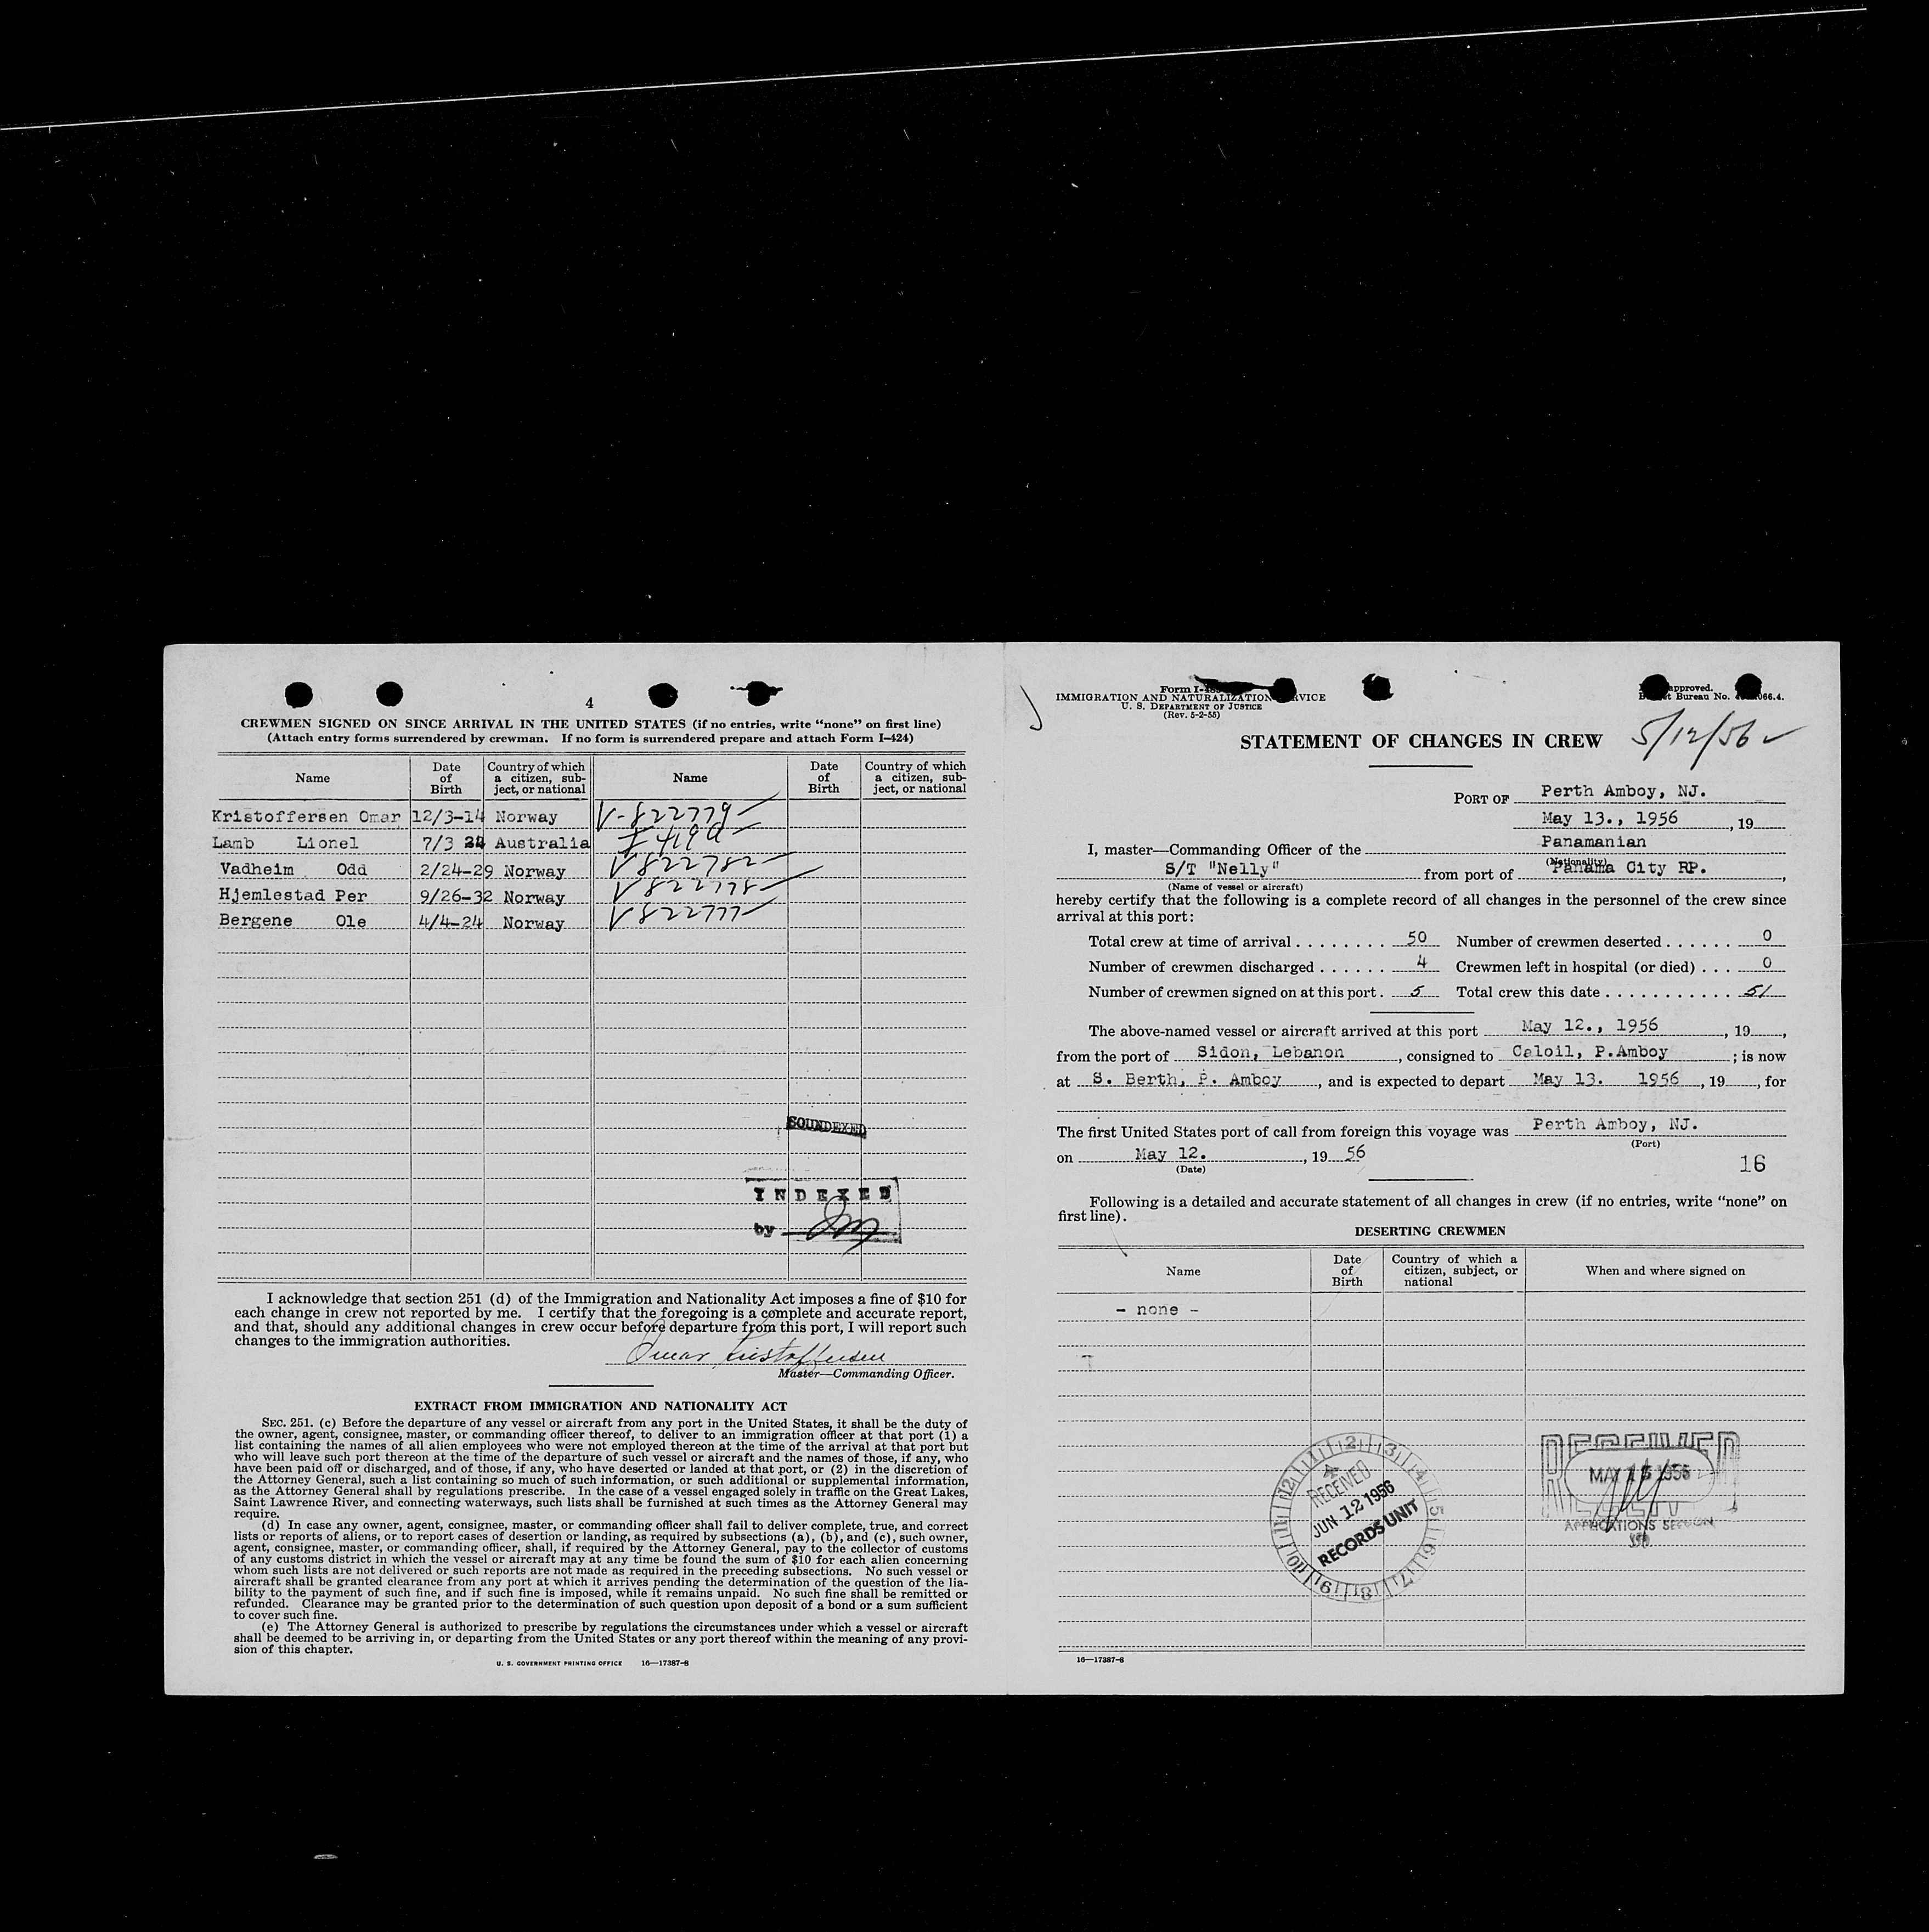 4
CREWMEN SIGNED ON SINCE ARRIVAL IN THE UNITED STATES (if no entries, write “none” on first line)
(Attach entry forms surrendered by crewman. If no form is surrendered prepare and attach Form I–424)
Name | Date of Birth | Country of which a citizen, subject, or national | Name | Date of Birth | Country of which a citizen, subject, or national
Kristoffersen Omar 12/3-14 Norway V-822779
Lamb Lionel 7/3 Australia
Vadheim Odd 2/24-29 Norway V822782
Hjemlestad Per 9/26-32 Norway V822778
Bergene Ole 4/4-24 Norway V822777
SOUNDEXED
INDEXED
by
I acknowledge that section 251 (d) of the Immigration and Nationality Act imposes a fine of $10 for
each change in crew not reported by me. I certify that the foregoing is a complete and accurate report,
and that, should any additional changes in crew occur before departure from this port, I will report such
changes to the immigration authorities.
Omar Kristoffersen
Master—Commanding Officer.
EXTRACT FROM IMMIGRATION AND NATIONALITY ACT
SEC. 251. (c) Before the departure of any vessel or aircraft from any port in the United States, it shall be the duty of
the owner, agent, consignee, master, or commanding officer thereof, to deliver to an immigration officer at that port (1) a
list containing the names of all alien employees who were not employed thereon at the time of the arrival at that port but
who will leave such port thereon at the time of the departure of such vessel or aircraft and the names of those, if any, who
have been paid off or discharged, and of those, if any, who have deserted or landed at that port, or (2) in the discretion of
the Attorney General, such a list containing so much of such information, or such additional or supplemental information,
as the Attorney General shall by regulations prescribe. In the case of a vessel engaged solely in traffic on the Great Lakes,
Saint Lawrence River, and connecting waterways, such lists shall be furnished at such times as the Attorney General may
require.
(d) In case any owner, agent, consignee, master, or commanding officer shall fail to deliver complete, true, and correct
lists or reports of aliens, or to report cases of desertion or landing, as required by subsections (a), (b), and (c), such owner,
agent, consignee, master, or commanding officer, shall, if required by the Attorney General, pay to the collector of customs
of any customs district in which the vessel or aircraft may at any time be found the sum of $10 for each alien concerning
whom such lists are not delivered or such reports are not made as required in the preceding subsections. No such vessel or
aircraft shall be granted clearance from any port at which it arrives pending the determination of the question of the lia-
bility to the payment of such fine, and if such fine is imposed, while it remains unpaid. No such fine shall be remitted or
refunded. Clearance may be granted prior to the determination of such question upon deposit of a bond or a sum sufficient
to cover such fine.
(e) The Attorney General is authorized to prescribe by regulations the circumstances under which a vessel or aircraft
shall be deemed to be arriving in, or departing from the United States or any port thereof within the meaning of any provi-
sion of this chapter.
U. S. GOVERNMENT PRINTING OFFICE 16—17387-8
Form
IMMIGRATION AND NATURALIZATION SERVICE
U. S. DEPARTMENT OF JUSTICE
(Rev. 5-2-55)
approved.
Bureau No. 066.4.
STATEMENT OF CHANGES IN CREW
5/12/56
PORT OF Perth Amboy, NJ.
May 13., 1956, 19
I, master—Commanding Officer of the Panamanian
(Nationality)
S/T "Nelly" from port of Panama City RP.,
(Name of vessel or aircraft)
hereby certify that the following is a complete record of all changes in the personnel of the crew since
arrival at this port:
Total crew at time of arrival . . . . . . . . 50 Number of crewmen deserted . . . . . . 0
Number of crewmen discharged . . . . . . 4 Crewmen left in hospital (or died) . . . 0
Number of crewmen signed on at this port . 5 Total crew this date . . . . . . . . . . . . 51
The above-named vessel or aircraft arrived at this port May 12., 1956, 19,
from the port of Sidon, Lebanon, consigned to Caloil, P.Amboy; is now
at S. Berth, P. Amboy, and is expected to depart May 13. 1956, 19, for
The first United States port of call from foreign this voyage was Perth Amboy, NJ.
(Port)
on May 12., 19 56
(Date)
16
Following is a detailed and accurate statement of all changes in crew (if no entries, write “none” on
first line).
DESERTING CREWMEN
Name | Date of Birth | Country of which a citizen, subject, or national | When and where signed on
- none -
RECEIVED
JUN 12 1956
RECORDS UNIT
RECEIVED
MAY 15 1956
APPLICATIONS SECTION
16—17387-8